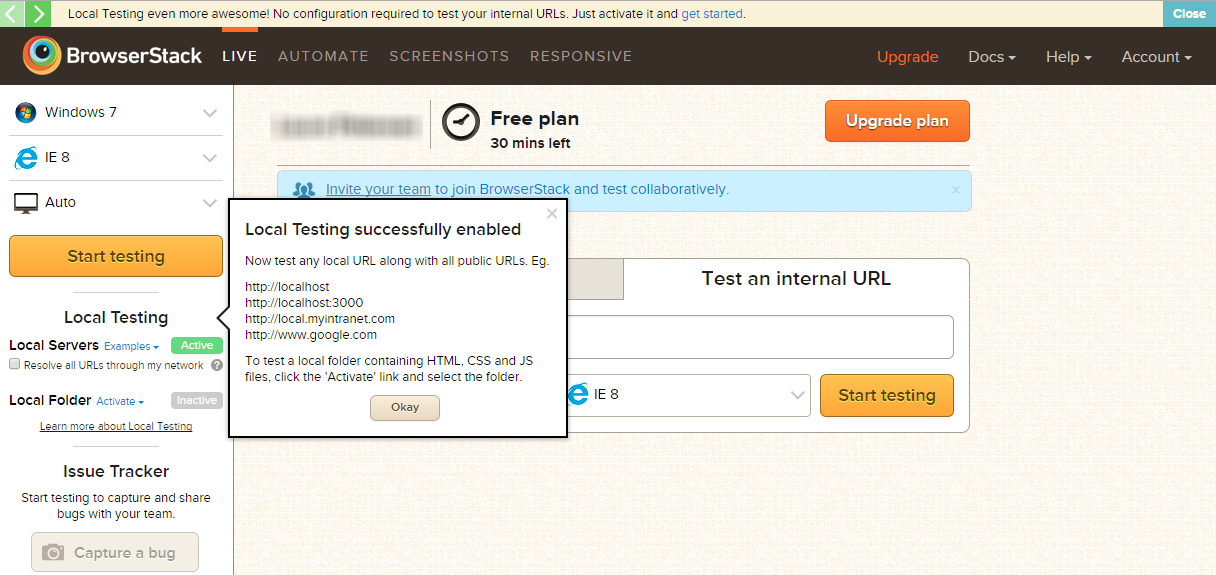 Local Testing even more awesome! No configuration required to test your internal URLs. Just activate it and get started.
Close
BrowserStack
LIVE
AUTOMATE
SCREENSHOTS
RESPONSIVE
Upgrade
Docs
Help
Account
Windows 7
IE 8
Auto
Start testing
Local Testing
Local Servers Examples Active
Resolve all URLs through my network ?
Local Folder Activate Inactive
Learn more about Local Testing
Issue Tracker
Start testing to capture and share
bugs with your team.
Capture a bug
Free plan
30 mins left
Upgrade plan
Invite your team to join BrowserStack and test collaboratively.
×
Local Testing successfully enabled
Now test any local URL along with all public URLs. Eg.
http://localhost
http://localhost:3000
http://local.myintranet.com
http://www.google.com
To test a local folder containing HTML, CSS and JS
files, click the 'Activate' link and select the folder.
Okay
Test an internal URL
IE 8
Start testing